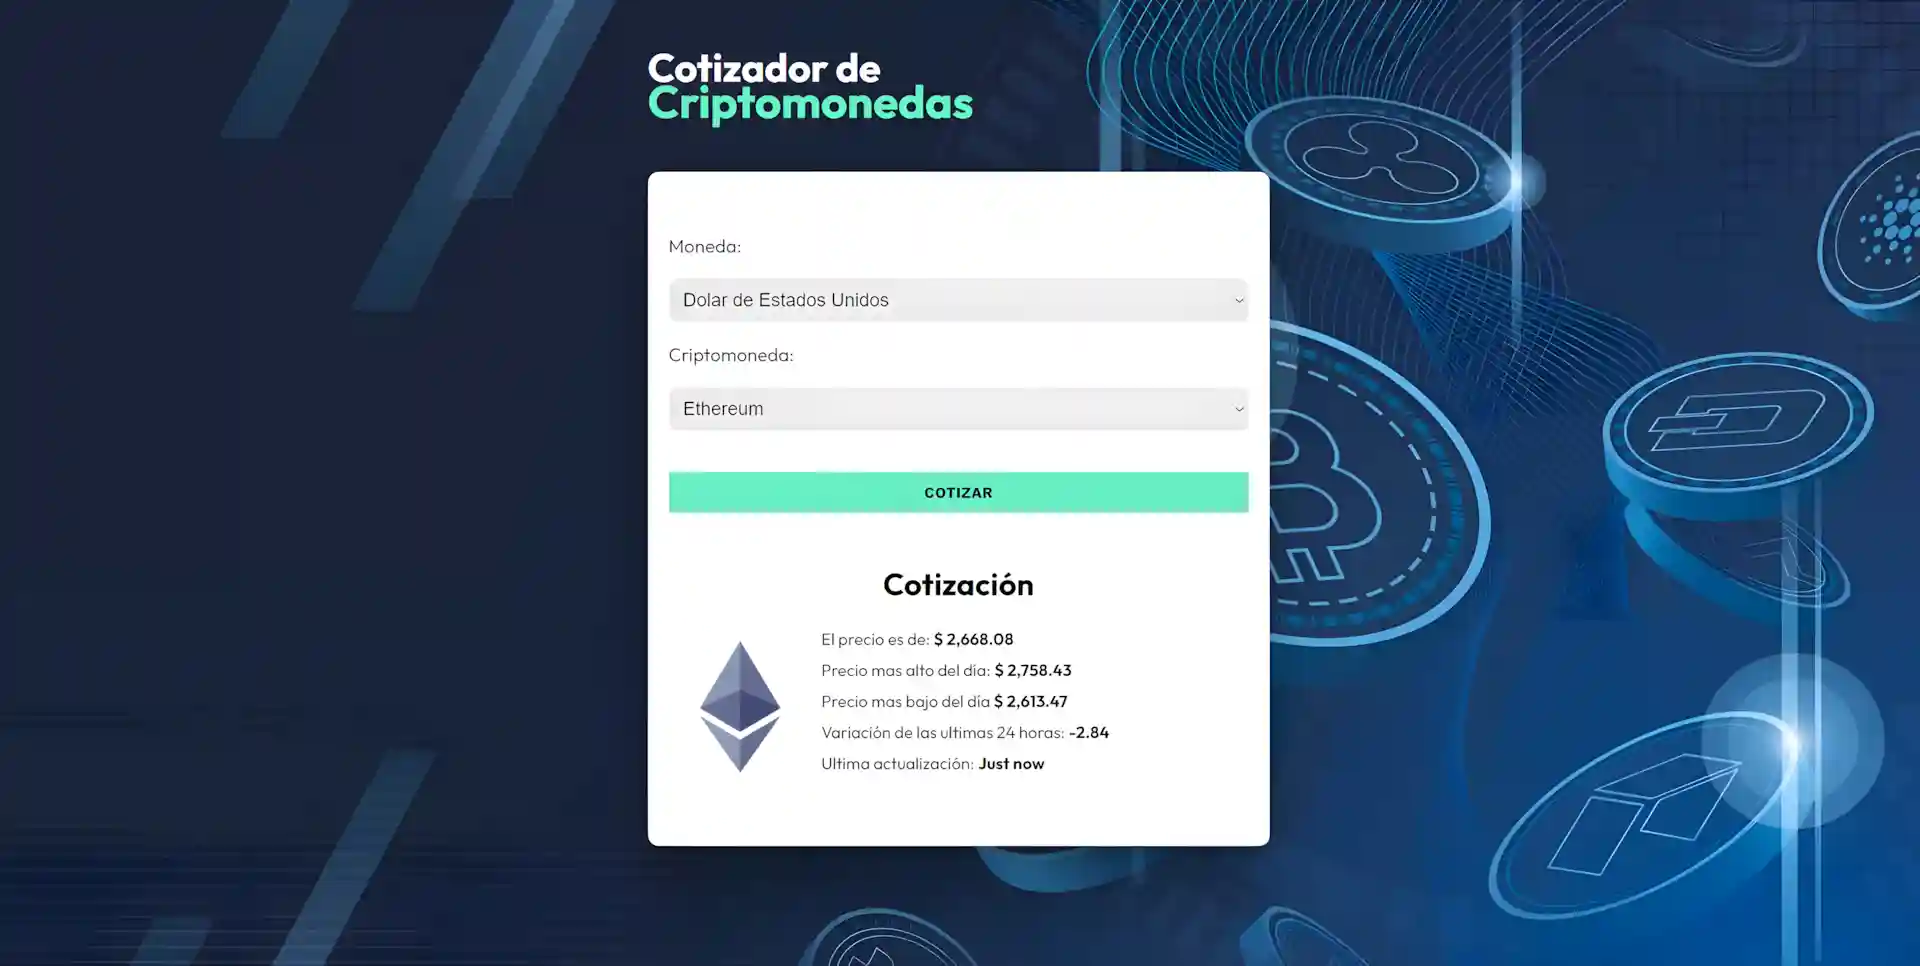 Cotizador de
Criptomonedas
Moneda:
Dolar de Estados Unidos
Criptomoneda:
Ethereum
COTIZAR
Cotización
El precio es de: $ 2,668.08
Precio mas alto del día: $ 2,758.43
Precio mas bajo del día $ 2,613.47
Variación de las ultimas 24 horas: -2.84
Ultima actualización: Just now